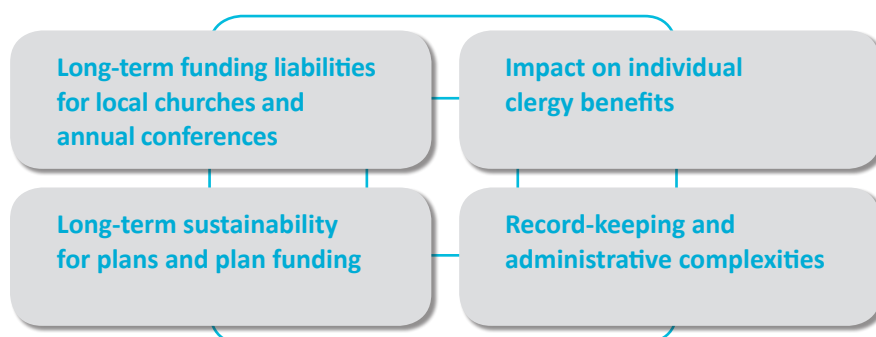 Long-term funding liabilities
for local churches and
annual conferences
Impact on individual
clergy benefits
Long-term sustainability
for plans and plan funding
Record-keeping and
administrative complexities